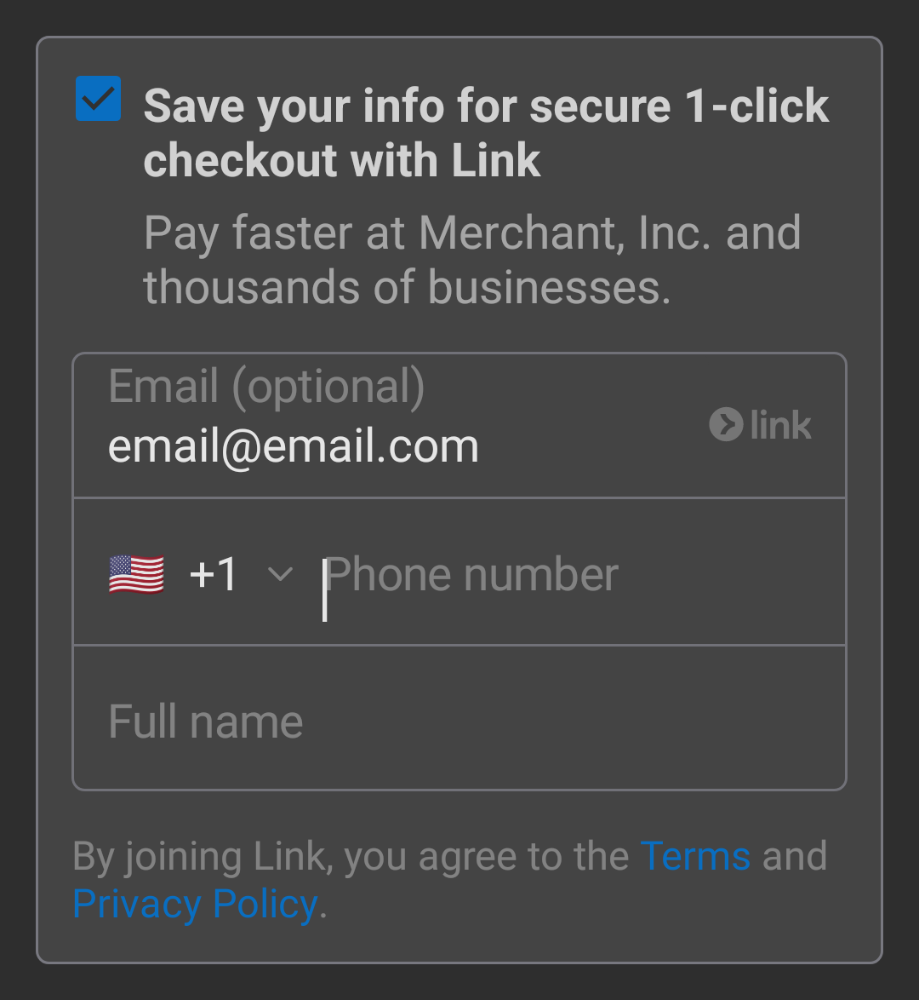 Save your info for secure 1-click
checkout with Link
Pay faster at Merchant, Inc. and
thousands of businesses.
Email (optional)
email@email.com
link
+1
Phone number
Full name
By joining Link, you agree to the Terms and
Privacy Policy.